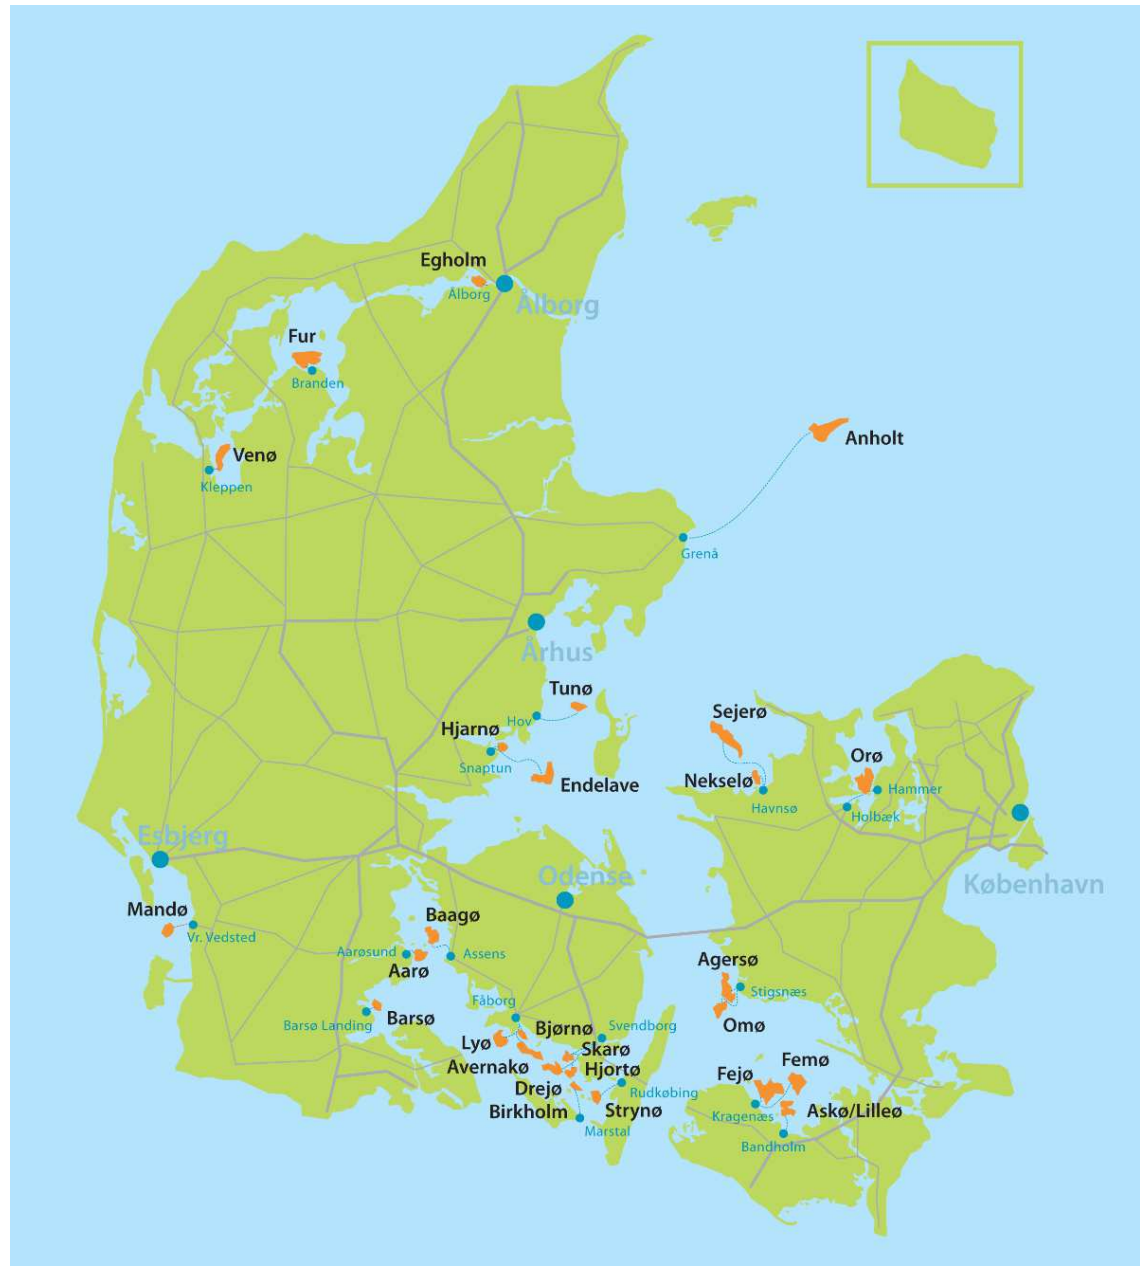 Egholm
Ålborg
Ålborg
Fur
Branden
Venø
Kleppen
Anholt
Grenå
Århus
Tunø
Hov
Hjarnø
Snaptun
Endelave
Sejerø
Nekselø
Havnsø
Orø
Hammer
Holbæk
København
Esbjerg
Odense
Mandø
Vr. Vedsted
Baagø
Aarøsund
Assens
Aarø
Barsø
Barsø Landing
Fåborg
Lyø
Bjørnø
Svendborg
Avernakø
Skarø
Drejø
Hjortø
Rudkøbing
Birkholm
Strynø
Marstal
Agersø
Stigsnæs
Omø
Fejø
Femø
Kragenæs
Askø/Lilleø
Bandholm